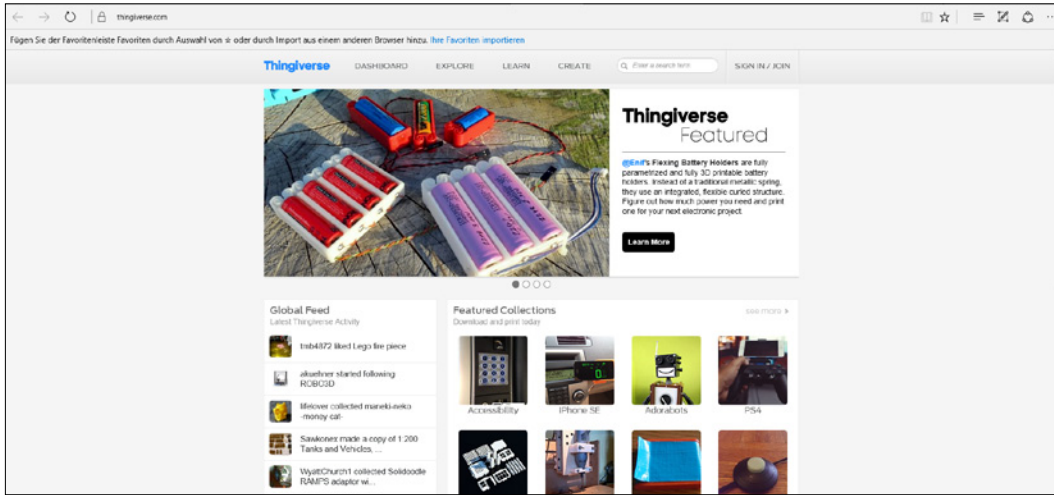 thingiverse.com
Fügen Sie der Favoritenleiste Favoriten durch Auswahl von ☆ oder durch Import aus einem anderen Browser hinzu. Ihre Favoriten importieren
Thingiverse DASHBOARD EXPLORE LEARN CREATE Enter a search term SIGN IN / JOIN
Thingiverse
Featured
@Enif's Flexing Battery Holders are fully
parametrized and fully 3D printable battery
holders. Instead of a traditional metallic spring,
they use an integrated, flexible curled structure.
Figure out how much power you need and print
one for your next electronic project.
Learn More
Global Feed
Latest Thingiverse Activity
tmb4872 liked Lego fire piece
akuehner started following
ROBO3D
lifelover collected maneki-neko
-money cat-
Sawkonex made a copy of 1:200
Tanks and Vehicles, ...
WyattChurch1 collected Solidoodle
RAMPS adaptor wi...
Featured Collections
Download and print today
see more
Accessibility
iPhone SE
Adorabots
PS4